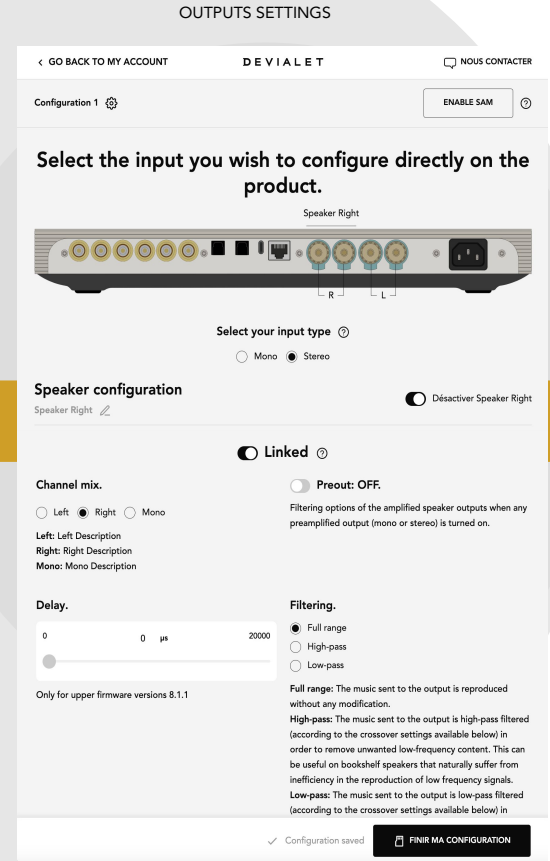 OUTPUTS SETTINGS
< GO BACK TO MY ACCOUNT
DEVIALET
NOUS CONTACTER
Configuration 1
ENABLE SAM
?
Select the input you wish to configure directly on the
product.
Speaker Right
R
L
Select your input type ?
Mono
Stereo
Speaker configuration
Speaker Right
Désactiver Speaker Right
Linked ?
Channel mix.
Left
Right
Mono
Left: Left Description
Right: Right Description
Mono: Mono Description
Preout: OFF.
Filtering options of the amplified speaker outputs when any
preamplified output (mono or stereo) is turned on.
Delay.
0
0 µs
20000
Only for upper firmware versions 8.1.1
Filtering.
Full range
High-pass
Low-pass
Full range: The music sent to the output is reproduced
without any modification.
High-pass: The music sent to the output is high-pass filtered
(according to the crossover settings available below) in
order to remove unwanted low-frequency content. This can
be useful on bookshelf speakers that naturally suffer from
inefficiency in the reproduction of low frequency signals.
Low-pass: The music sent to the output is low-pass filtered
(according to the crossover settings available below) in
Configuration saved
FINIR MA CONFIGURATION